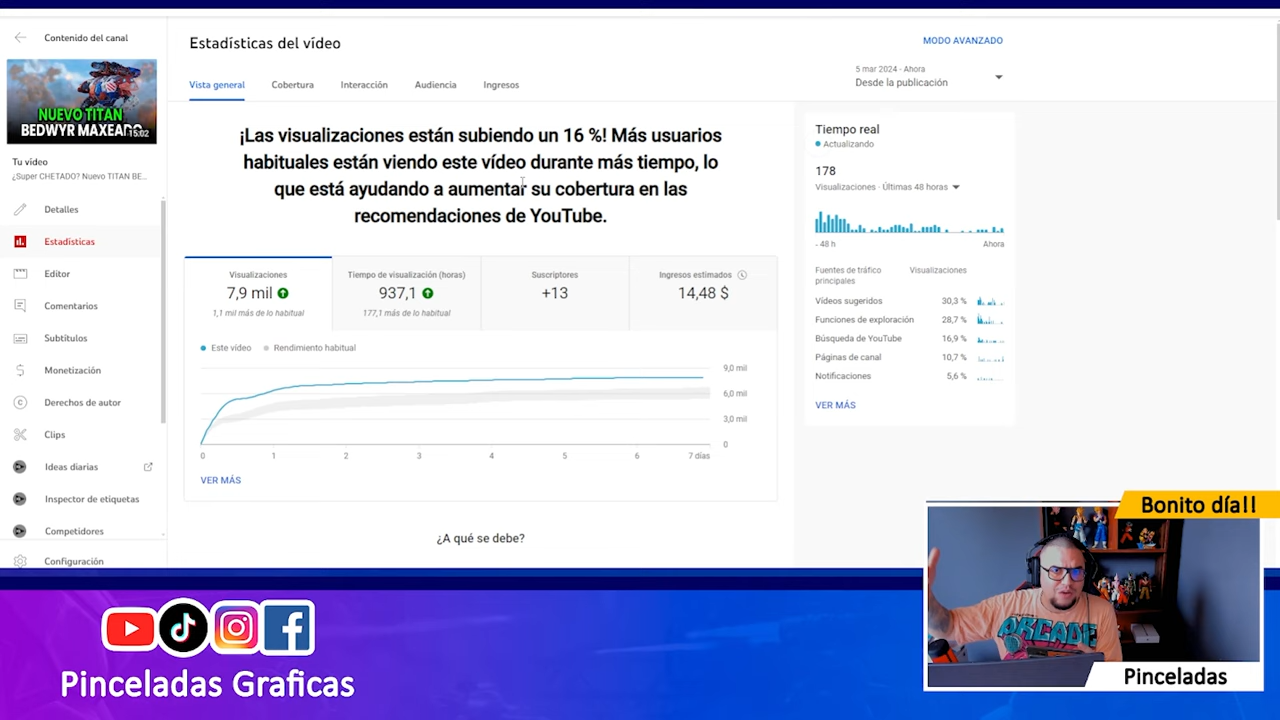 Contenido del canal
NUEVO TITAN
BEDWYR MAXEADO
15:02
Tu vídeo
¿Super CHETADO? Nuevo TITAN BE...
Detalles
Estadísticas
Editor
Comentarios
Subtítulos
Monetización
Derechos de autor
Clips
Ideas diarias
Inspector de etiquetas
Competidores
Configuración
Estadísticas del vídeo
MODO AVANZADO
Vista general
Cobertura
Interacción
Audiencia
Ingresos
5 mar 2024 - Ahora
Desde la publicación
¡Las visualizaciones están subiendo un 16 %! Más usuarios
habituales están viendo este vídeo durante más tiempo, lo
que está ayudando a aumentar su cobertura en las
recomendaciones de YouTube.
Visualizaciones
7,9 mil
1,1 mil más de lo habitual
Tiempo de visualización (horas)
937,1
177,1 más de lo habitual
Suscriptores
+13
Ingresos estimados
14,48 $
Este vídeo
Rendimiento habitual
9,0 mil
6,0 mil
3,0 mil
0
0 1 2 3 4 5 6 7 días
VER MÁS
¿A qué se debe?
Tiempo real
Actualizando
178
Visualizaciones · Últimas 48 horas
- 48 h
Ahora
Fuentes de tráfico
principales
Visualizaciones
Vídeos sugeridos 30,3 %
Funciones de exploración 28,7 %
Búsqueda de YouTube 16,9 %
Páginas de canal 10,7 %
Notificaciones 5,6 %
VER MÁS
Bonito día!!
ARCADE
Pinceladas
Pinceladas Graficas